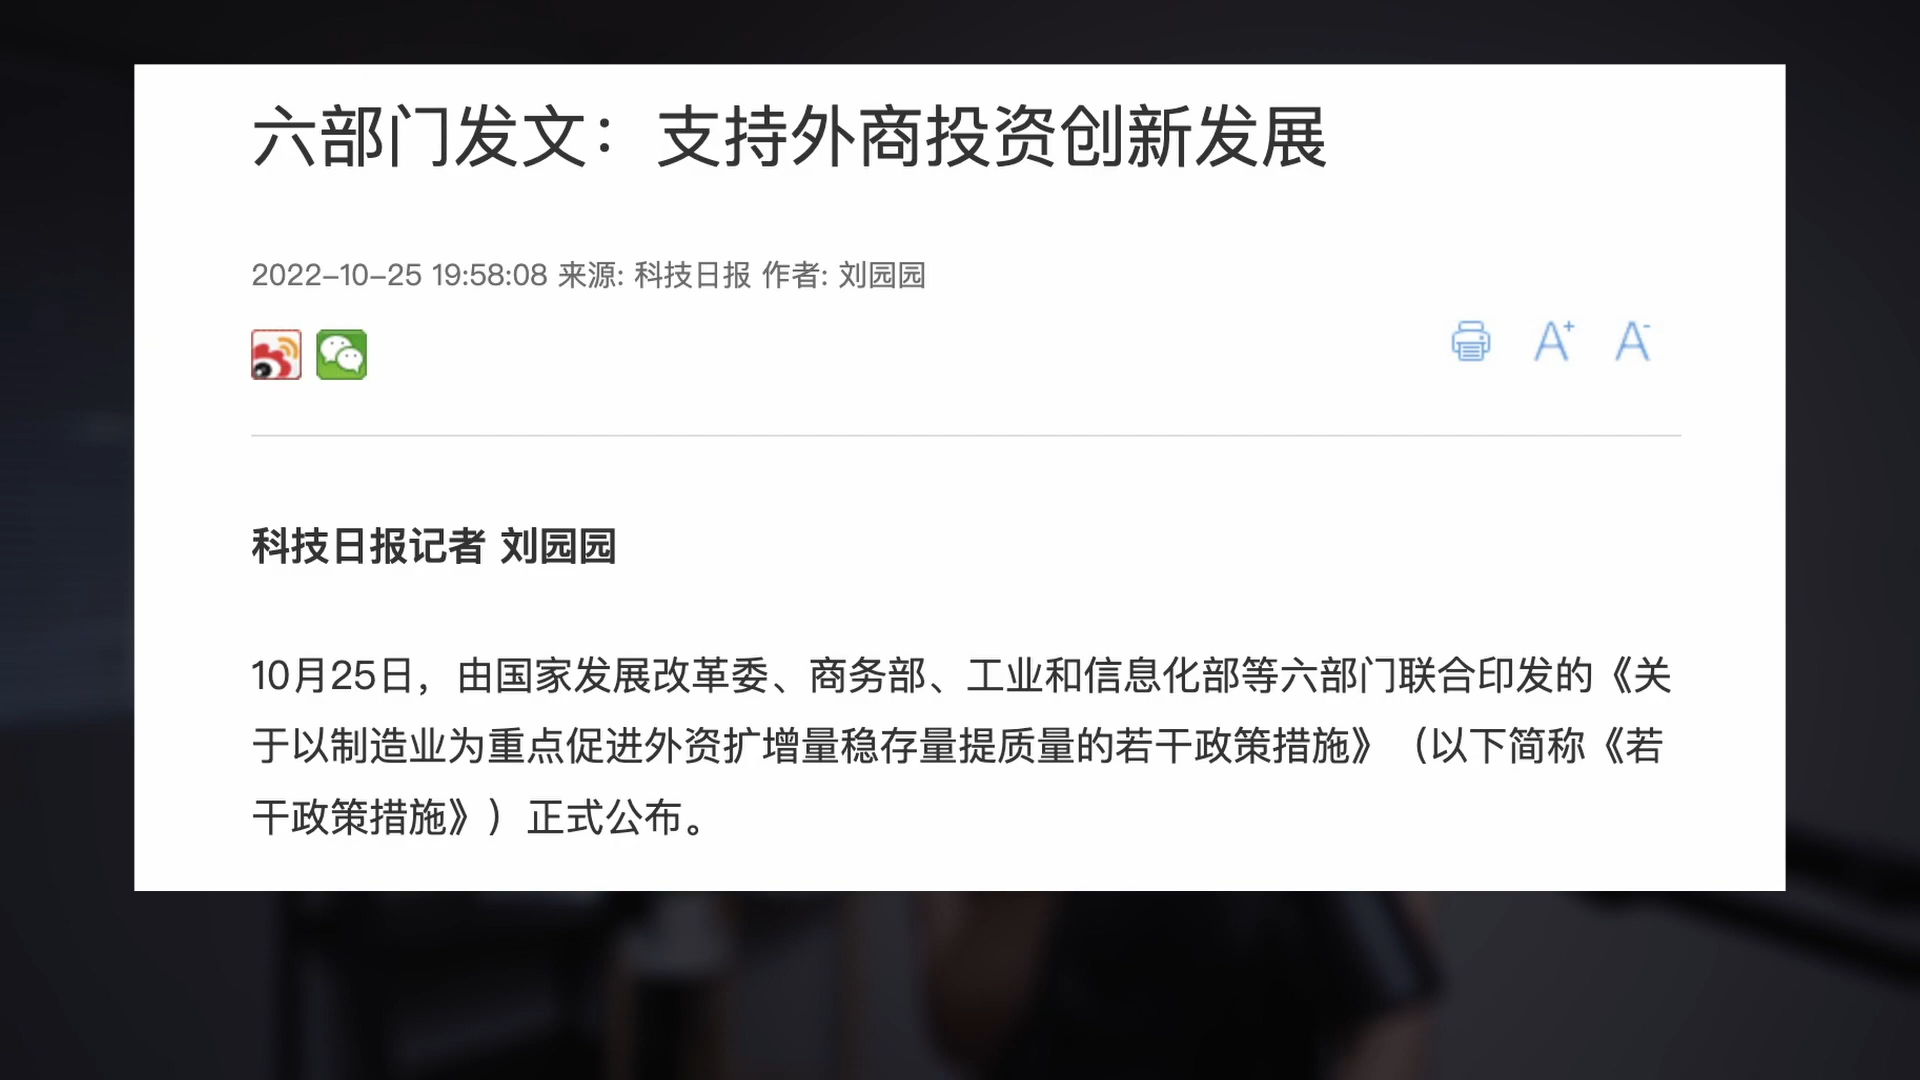 六部门发文：支持外商投资创新发展
2022-10-25 19:58:08 来源: 科技日报 作者: 刘园园
A+ A-
科技日报记者 刘园园
10月25日，由国家发展改革委、商务部、工业和信息化部等六部门联合印发的《关
于以制造业为重点促进外资扩增量稳存量提质量的若干政策措施》（以下简称《若
干政策措施》）正式公布。